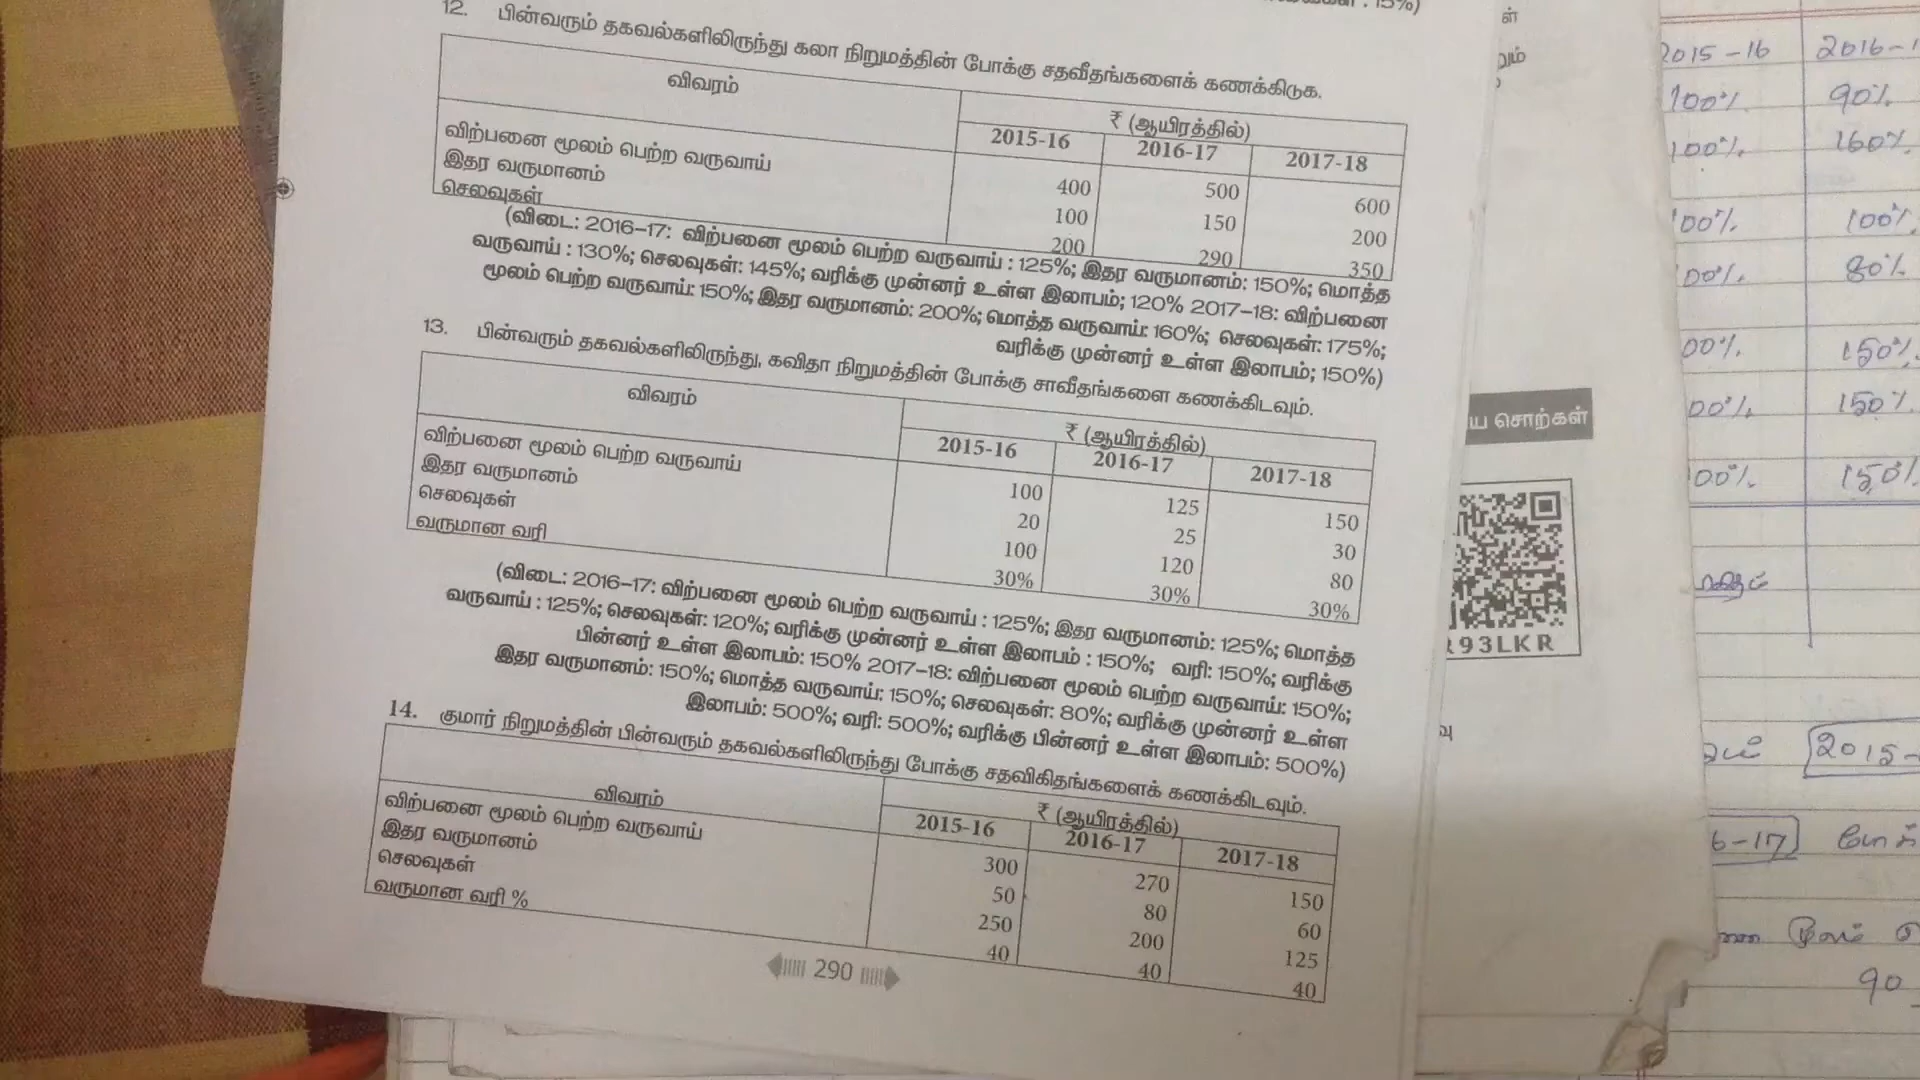 : 15%)
12. பின்வரும் தகவல்களிலிருந்து கலா நிறுமத்தின் போக்கு சதவீதங்களைக் கணக்கிடுக.
விவரம் ₹ (ஆயிரத்தில்)
2015-16 2016-17 2017-18
விற்பனை மூலம் பெற்ற வருவாய் 400 500 600
இதர வருமானம் 100 150 200
செலவுகள் 200 290 350
(விடை: 2016–17: விற்பனை மூலம் பெற்ற வருவாய் : 125%; இதர வருமானம்: 150%; மொத்த
வருவாய் : 130%; செலவுகள்: 145%; வரிக்கு முன்னர் உள்ள இலாபம்; 120% 2017–18: விற்பனை
மூலம் பெற்ற வருவாய்: 150%; இதர வருமானம்: 200%; மொத்த வருவாய்: 160%; செலவுகள்: 175%;
வரிக்கு முன்னர் உள்ள இலாபம்; 150%)
13. பின்வரும் தகவல்களிலிருந்து, கவிதா நிறுமத்தின் போக்கு சாவீதங்களை கணக்கிடவும்.
விவரம் ₹ (ஆயிரத்தில்)
2015-16 2016-17 2017-18
விற்பனை மூலம் பெற்ற வருவாய் 100 125 150
இதர வருமானம் 20 25 30
செலவுகள் 100 120 80
வருமான வரி 30% 30% 30%
(விடை: 2016–17: விற்பனை மூலம் பெற்ற வருவாய் : 125%; இதர வருமானம்: 125%; மொத்த
வருவாய் : 125%; செலவுகள்: 120%; வரிக்கு முன்னர் உள்ள இலாபம் : 150%; வரி: 150%; வரிக்கு
பின்னர் உள்ள இலாபம்: 150% 2017-18: விற்பனை மூலம் பெற்ற வருவாய்: 150%;
இதர வருமானம்: 150%; மொத்த வருவாய்: 150%; செலவுகள்: 80%; வரிக்கு முன்னர் உள்ள
இலாபம்: 500%; வரி: 500%; வரிக்கு பின்னர் உள்ள இலாபம்: 500%)
14. குமார் நிறுமத்தின் பின்வரும் தகவல்களிலிருந்து போக்கு சதவிகிதங்களைக் கணக்கிடவும்.
விவரம் ₹ (ஆயிரத்தில்)
2015-16 2016-17 2017-18
விற்பனை மூலம் பெற்ற வருவாய் 300 270 150
இதர வருமானம் 50 80 60
செலவுகள் 250 200 125
வருமான வரி % 40 40 40
290
ய சொற்கள்
R93LKR
2015-16 2016-1
100% 90%
100% 160%
100% 100%
00% 80%
00% 150%
00% 150%
00% 150%
2015-
6-17
மூலம்
90